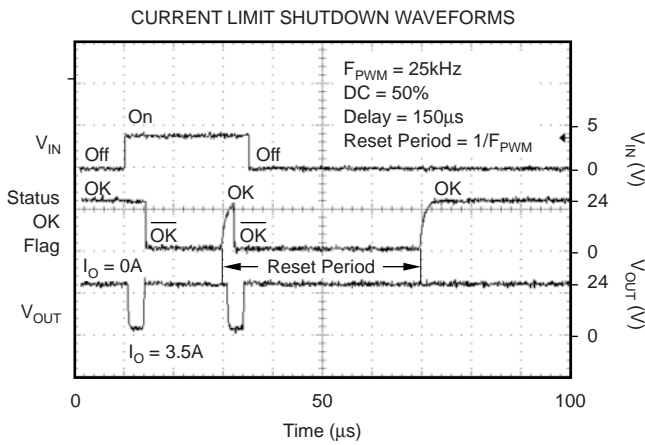 CURRENT LIMIT SHUTDOWN WAVEFORMS
F_PWM = 25kHz
DC = 50%
Delay = 150µs
Reset Period = 1/F_PWM
On
V_IN
Off
Off
5
0
V_IN (V)
Status
OK
Flag
OK
OK
OK
24
O̅K̅
O̅K̅
0
Reset Period
I_O = 0A
V_OUT
24
0
V_OUT (V)
I_O = 3.5A
0
50
100
Time (µs)